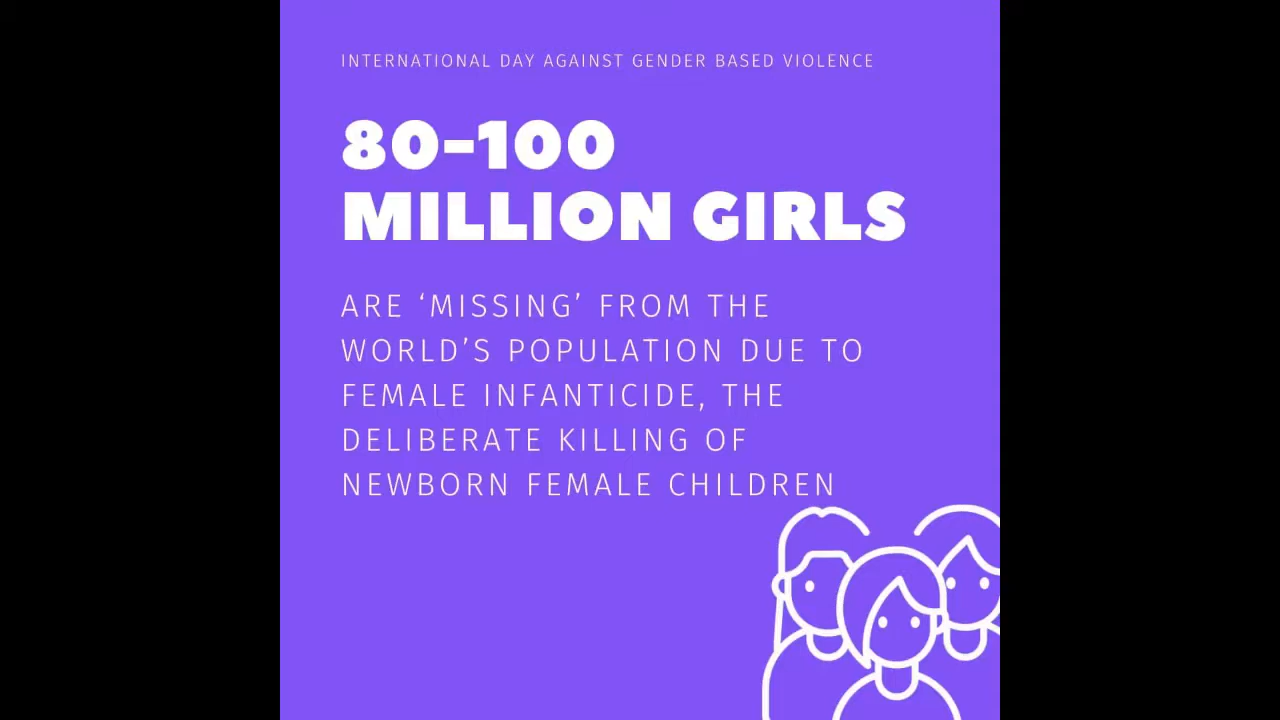 INTERNATIONAL DAY AGAINST GENDER BASED VIOLENCE
80-100
MILLION GIRLS
ARE ‘MISSING’ FROM THE
WORLD’S POPULATION DUE TO
FEMALE INFANTICIDE, THE
DELIBERATE KILLING OF
NEWBORN FEMALE CHILDREN